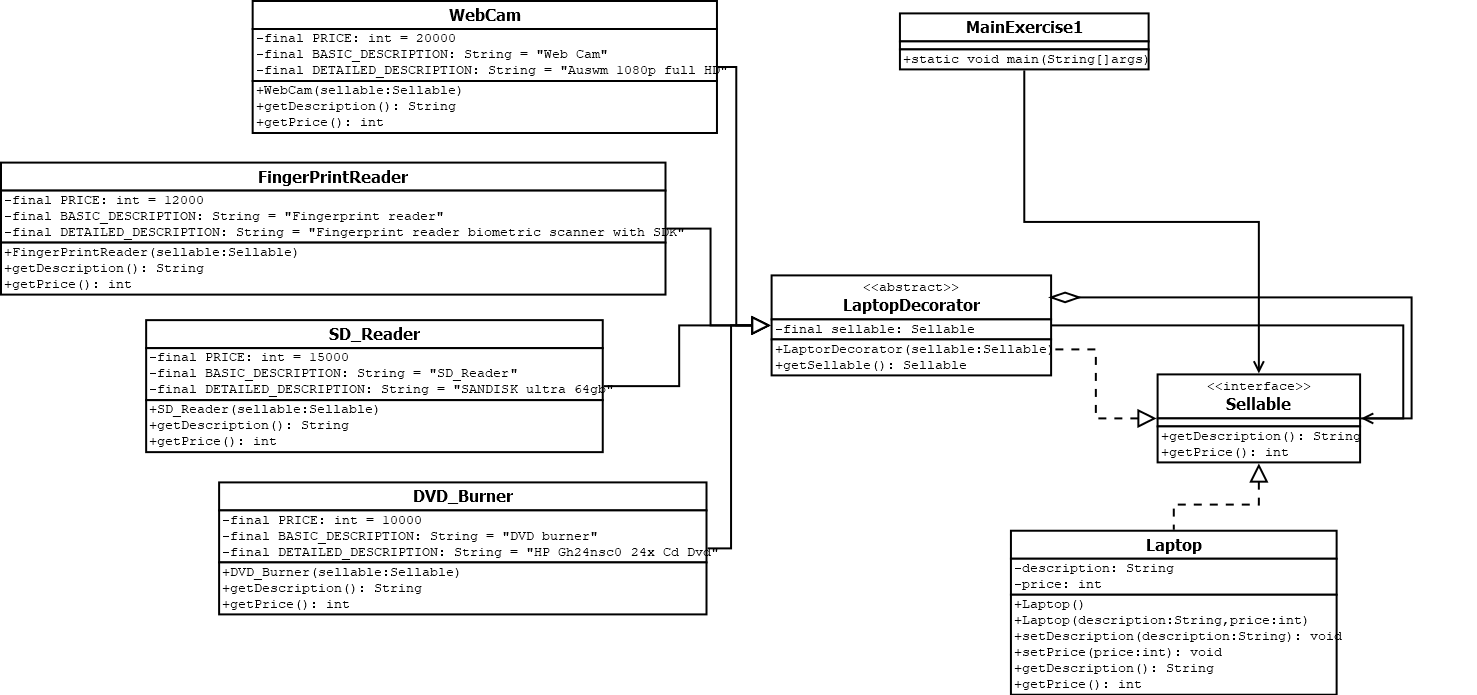 WebCam
-final PRICE: int = 20000
-final BASIC_DESCRIPTION: String = "Web Cam"
-final DETAILED_DESCRIPTION: String = "Auswm 1080p full HD"
+WebCam(sellable:Sellable)
+getDescription(): String
+getPrice(): int
MainExercise1
+static void main(String[]args)
FingerPrintReader
-final PRICE: int = 12000
-final BASIC_DESCRIPTION: String = "Fingerprint reader"
-final DETAILED_DESCRIPTION: String = "Fingerprint reader biometric scanner with SDK"
+FingerPrintReader(sellable:Sellable)
+getDescription(): String
+getPrice(): int
<<abstract>>
LaptopDecorator
-final sellable: Sellable
+LaptorDecorator(sellable:Sellable)
+getSellable(): Sellable
SD_Reader
-final PRICE: int = 15000
-final BASIC_DESCRIPTION: String = "SD_Reader"
-final DETAILED_DESCRIPTION: String = "SANDISK ultra 64gb"
+SD_Reader(sellable:Sellable)
+getDescription(): String
+getPrice(): int
<<interface>>
Sellable
+getDescription(): String
+getPrice(): int
DVD_Burner
-final PRICE: int = 10000
-final BASIC_DESCRIPTION: String = "DVD burner"
-final DETAILED_DESCRIPTION: String = "HP Gh24nsc0 24x Cd Dvd"
+DVD_Burner(sellable:Sellable)
+getDescription(): String
+getPrice(): int
Laptop
-description: String
-price: int
+Laptop()
+Laptop(description:String,price:int)
+setDescription(description:String): void
+setPrice(price:int): void
+getDescription(): String
+getPrice(): int